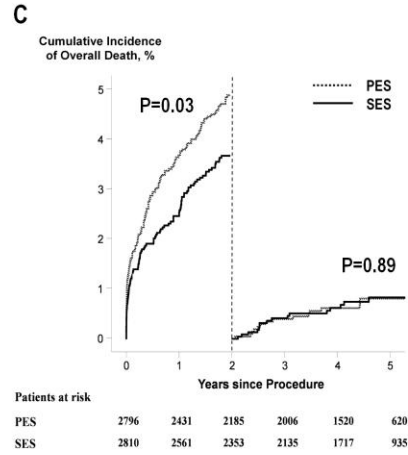 C
Cumulative Incidence
of Overall Death, %
PES
SES
P=0.03
P=0.89
5
4
3
2
1
0
0 1 2 3 4 5
Years since Procedure
Patients at risk
PES 2796 2431 2185 2006 1520 620
SES 2810 2561 2353 2135 1717 935